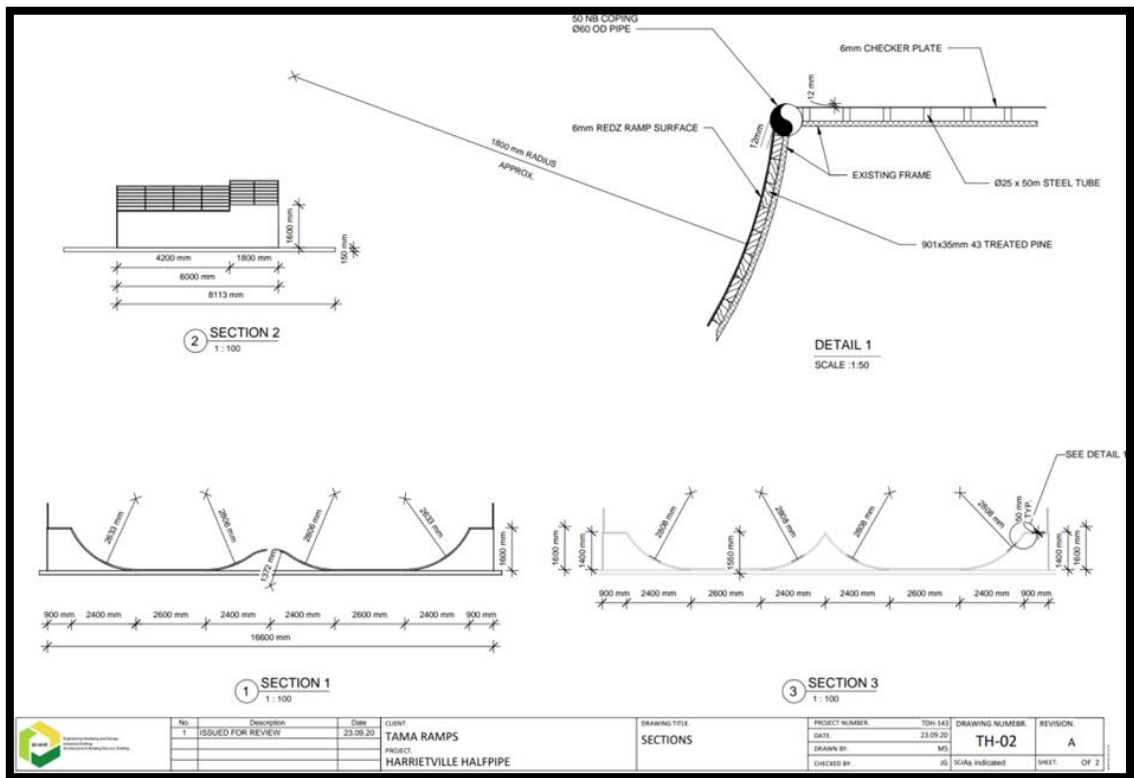 50 NB COPING
Ø60 OD PIPE
6mm CHECKER PLATE
12 mm
6mm REDZ RAMP SURFACE
12mm
1800 mm RADIUS
APPROX.
EXISTING FRAME
Ø25 x 50m STEEL TUBE
901x35mm 43 TREATED PINE
DETAIL 1
SCALE :1:50
1600 mm
150 mm
4200 mm
1800 mm
6000 mm
8113 mm
2
SECTION 2
1 : 100
2633 mm
2806 mm
2806 mm
2633 mm
1372 mm
1600 mm
900 mm
2400 mm
2600 mm
2400 mm
2400 mm
2600 mm
2400 mm
900 mm
16600 mm
1
SECTION 1
1 : 100
SEE DETAIL 1
1600 mm
1400 mm
2808 mm
2808 mm
2808 mm
2808 mm
50 mm
TYP.
1550 mm
1400 mm
1600 mm
900 mm
2400 mm
2600 mm
2400 mm
2400 mm
2600 mm
2400 mm
900 mm
3
SECTION 3
1 : 100
No. Description Date
1 ISSUED FOR REVIEW 23.09.20
CLIENT.
TAMA RAMPS
PROJECT.
HARRIETVILLE HALFPIPE
DRAWING TITLE.
SECTIONS
PROJECT NUMBER. TDH-143
DATE. 23.09.20
DRAWN BY. MS
CHECKED BY. JG
DRAWING NUMEBR.
TH-02
SC/As indicated
REVISION.
A
SHEET. OF 2